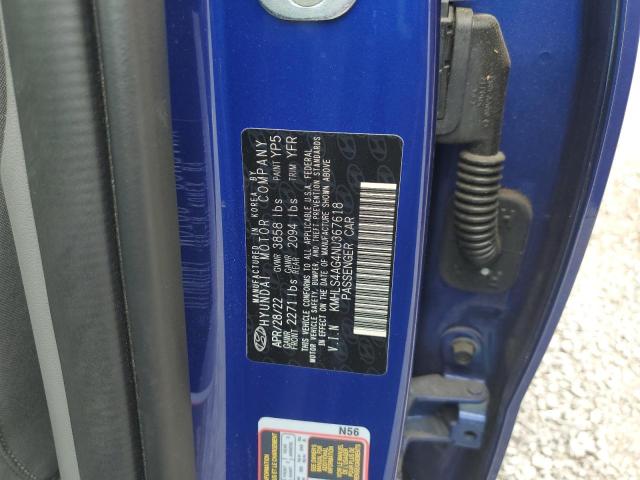 MANUFACTURED IN KOREA BY
HYUNDAI MOTOR COMPANY
APR/28/22 GVWR 3858 lbs PAINT YP5
GAWR FRONT 2271 lbs GAWR REAR 2094 lbs TRIM YFR
THIS VEHICLE CONFORMS TO ALL APPLICABLE U.S.A. FEDERAL
MOTOR VEHICLE SAFETY, BUMPER, AND THEFT PREVENTION STANDARDS
IN EFFECT ON THE DATE OF MANUFACTURE SHOWN ABOVE
V.I.N KMHLS4AG4NU367618
PASSENGER CAR
N56